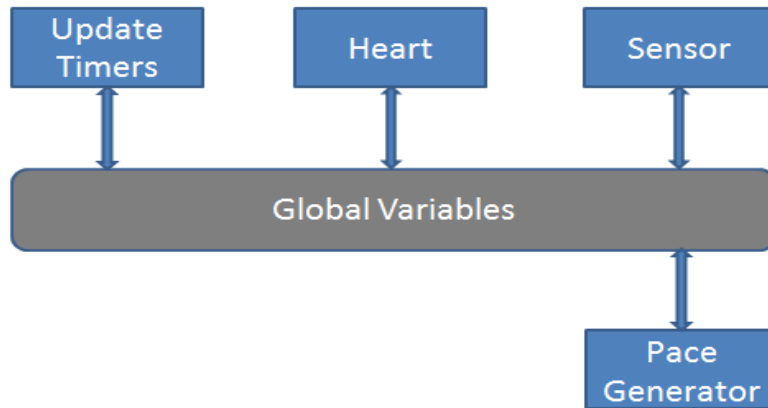 Update
Timers
Heart
Sensor
Global Variables
Pace
Generator